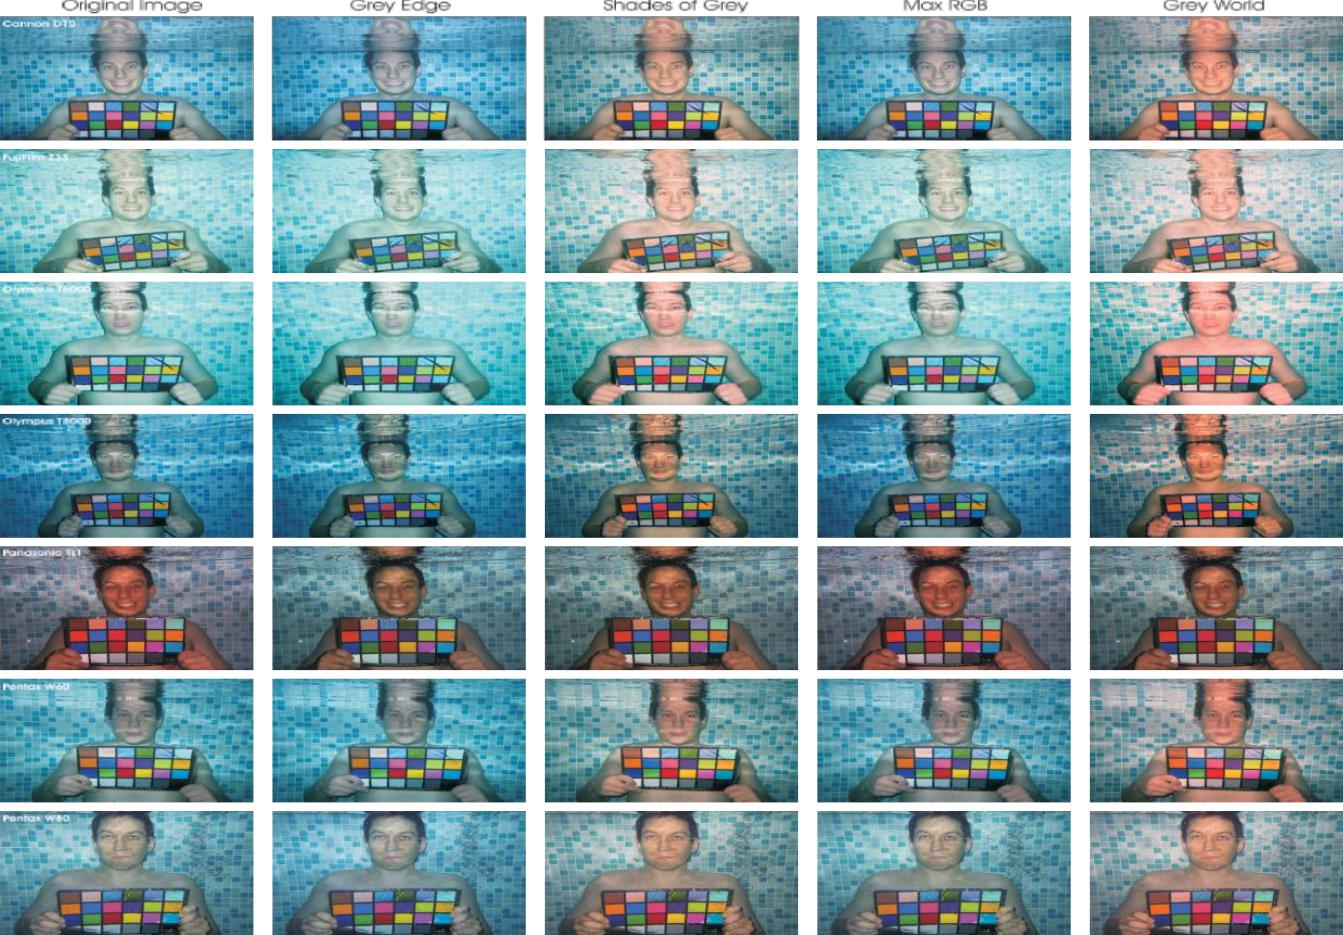 Original Image Grey Edge Shades of Grey Max RGB Grey World
Cannon D10
FujiFilm Z33
Olympus T6000
Olympus T8000
Panasonic Ts1
Pentax W60
Pentax W80